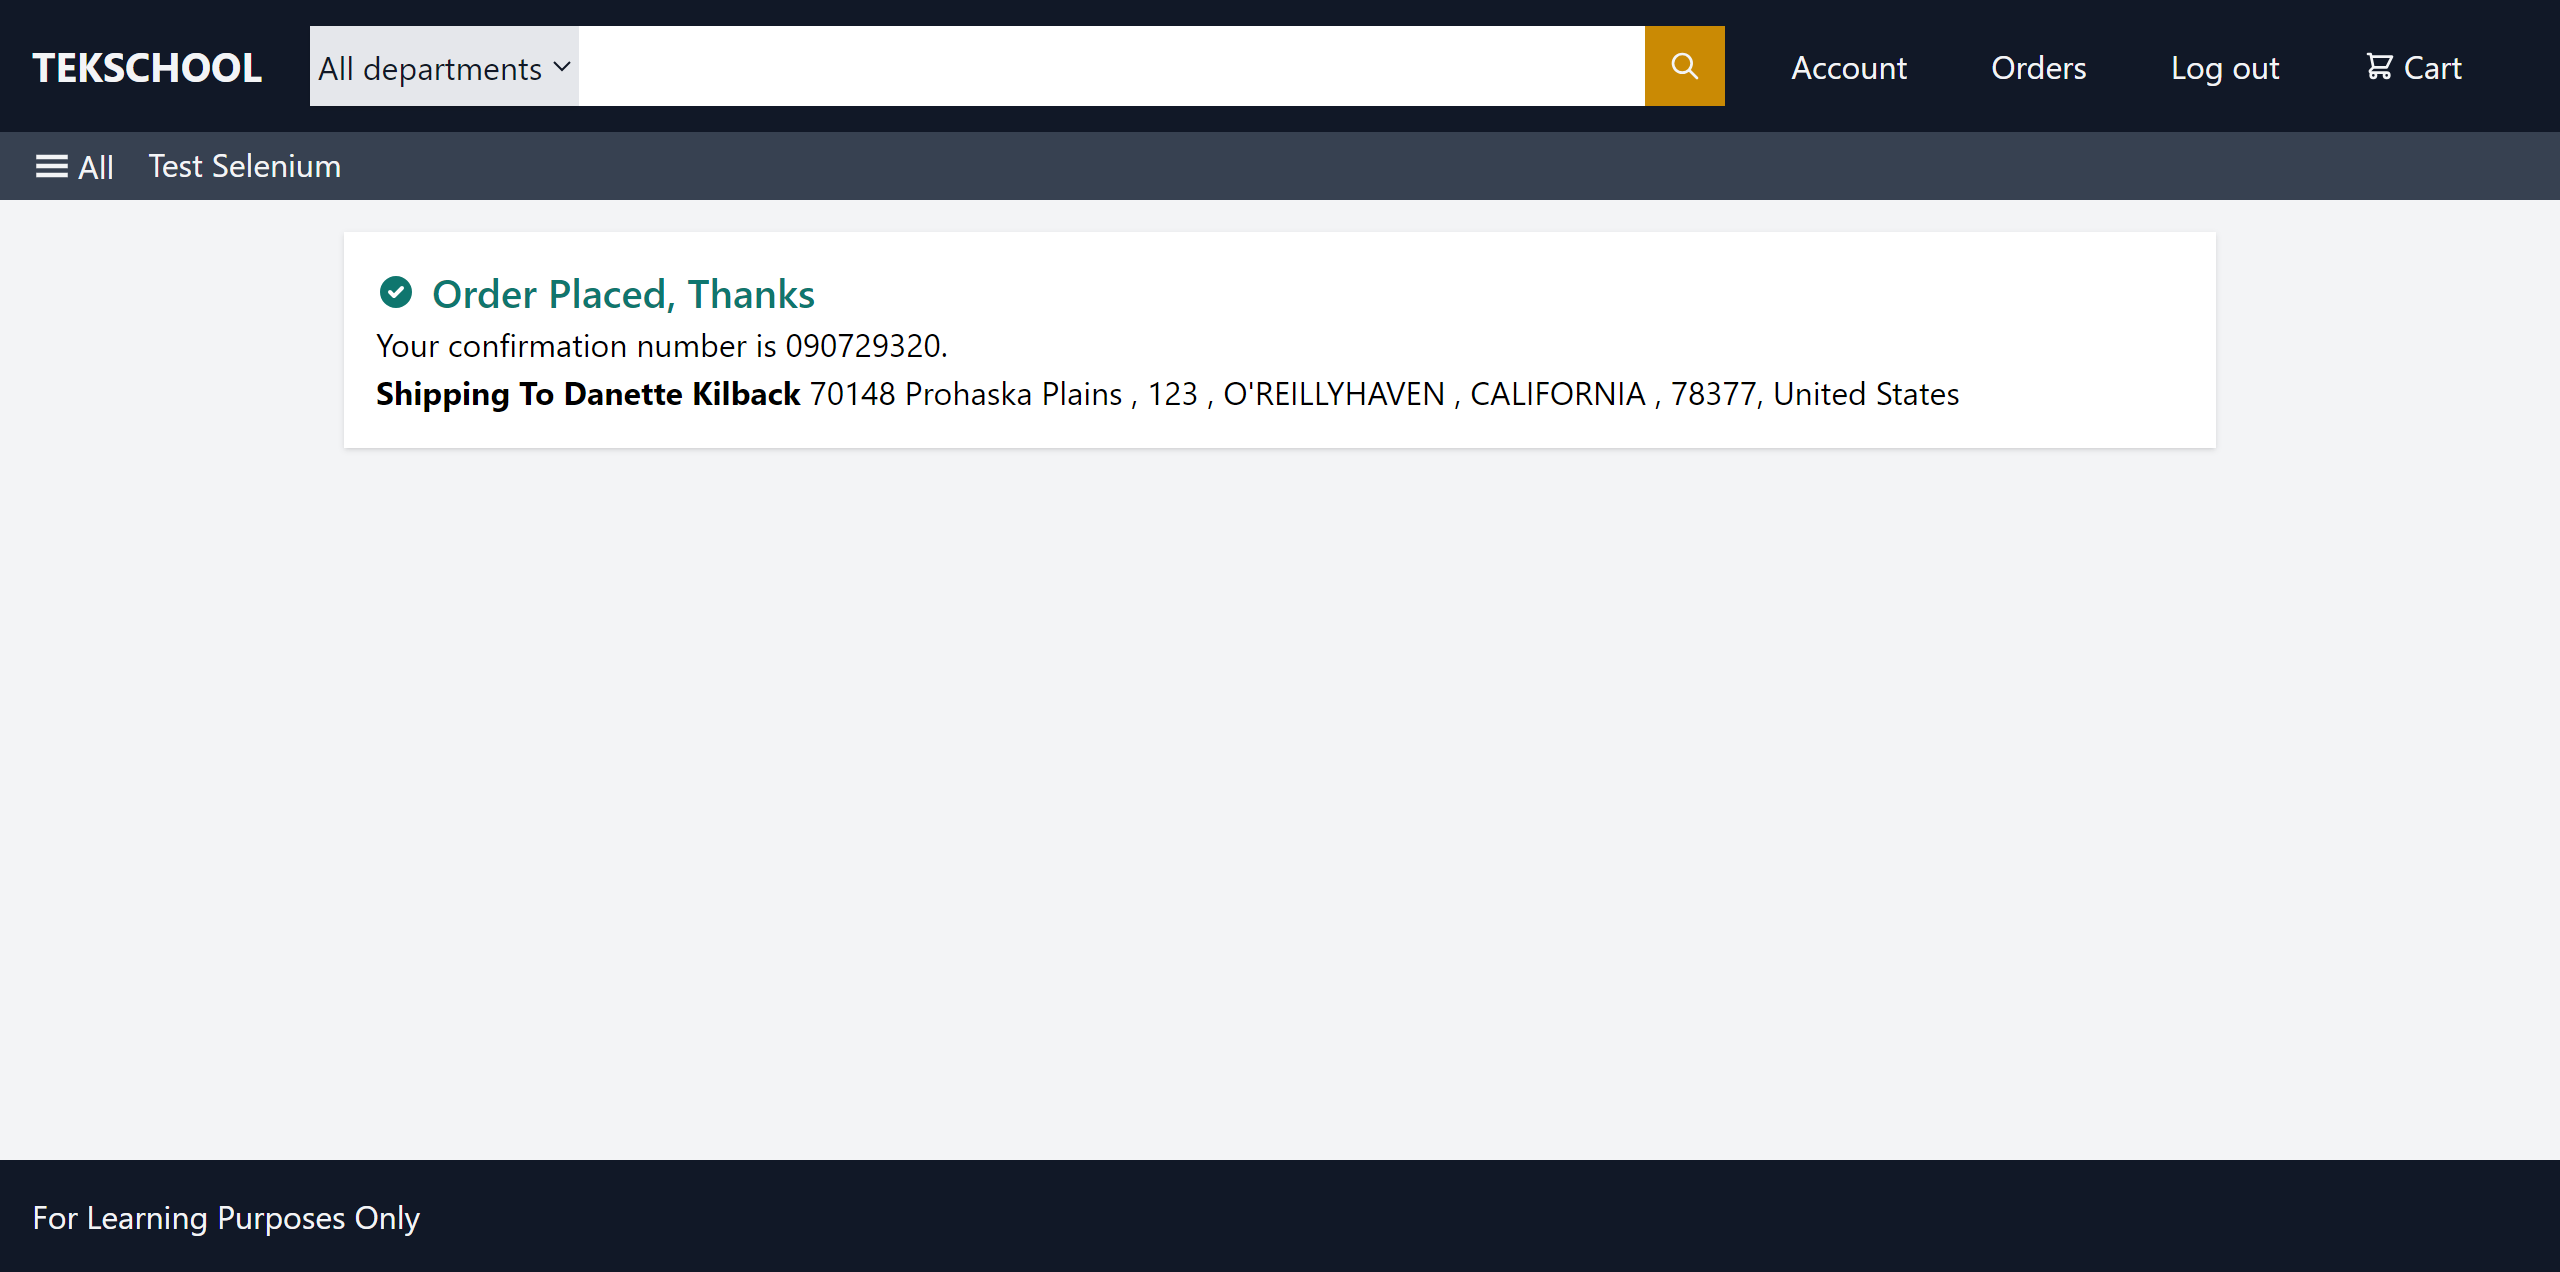 TEKSCHOOL
All departments
Account
Orders
Log out
Cart
All
Test Selenium
Order Placed, Thanks
Your confirmation number is 090729320.
Shipping To Danette Kilback 70148 Prohaska Plains , 123 , O'REILLYHAVEN , CALIFORNIA , 78377, United States
For Learning Purposes Only